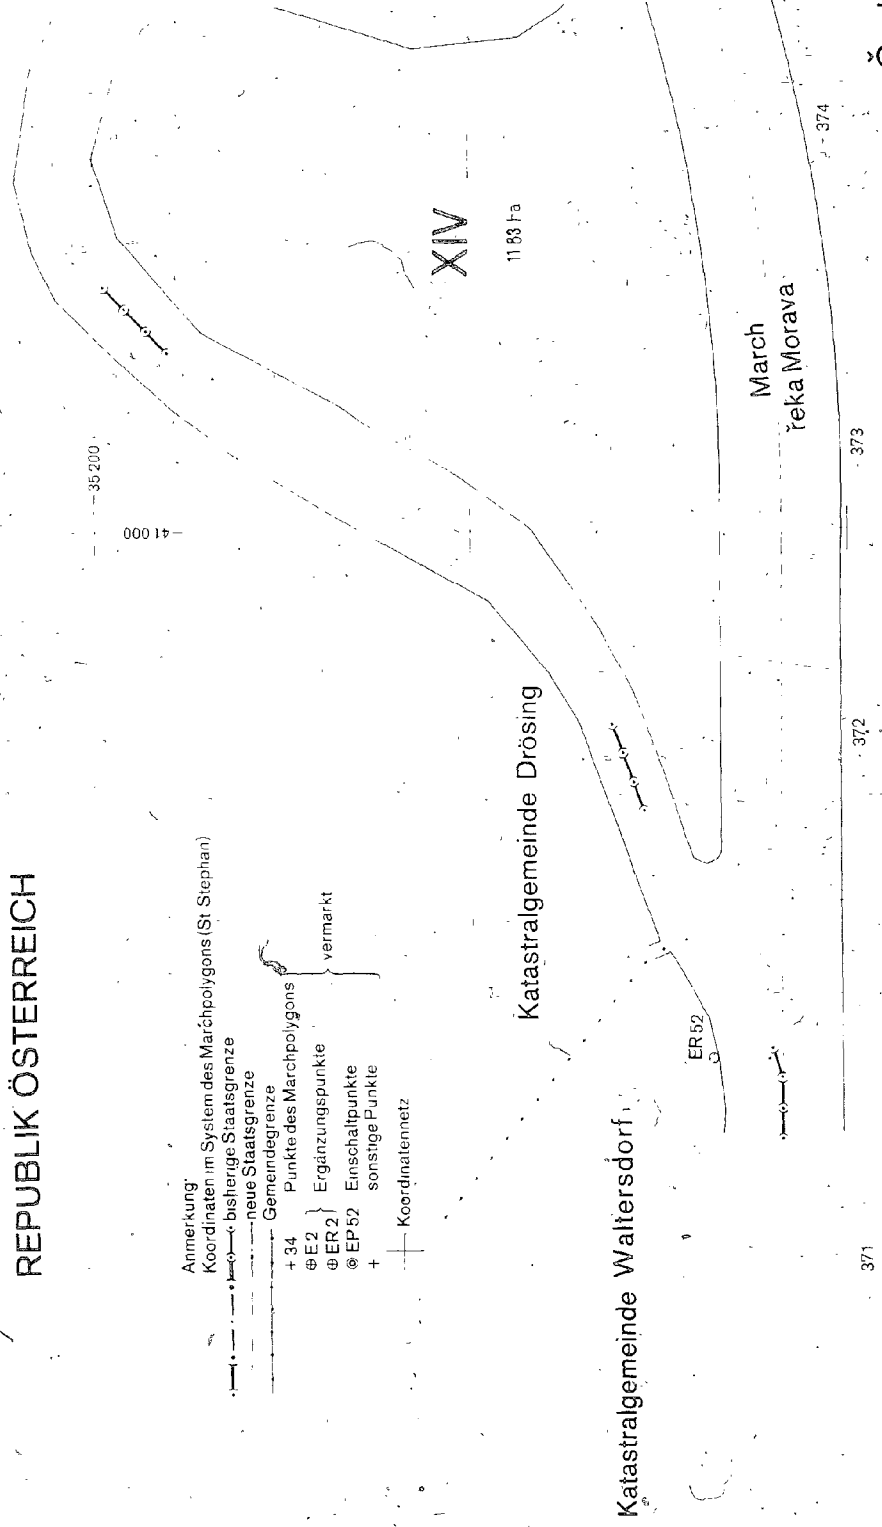 REPUBLIK ÖSTERREICH
Anmerkung
Koordinaten im System des Marchpolygons (St Stephan)
bisherige Staatsgrenze
neue Staatsgrenze
Gemeindegrenze
+ 34 Punkte des Marchpolygons
⊕ E 2
⊕ ER 2 } Ergänzungspunkte
◎ EP 52 Einschaltpunkte
+ sonstige Punkte
vermarkt
Koordinatennetz
35 200
41 000
XIV
11 83 ha
Katastralgemeinde Drösing
Katastralgemeinde Waltersdorf
ER 52
March
řeka Morava
371
372
373
374